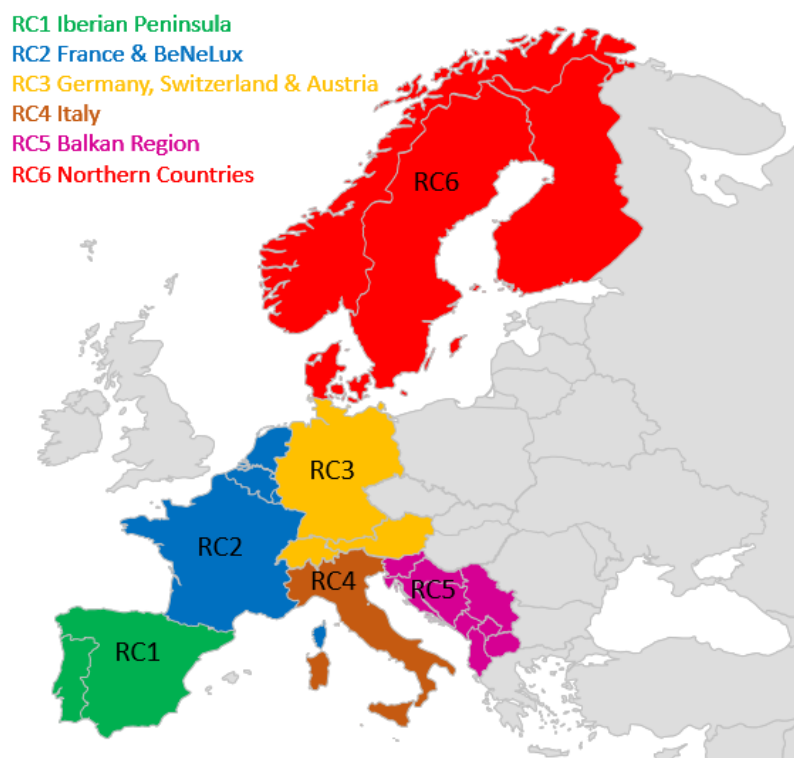 RC1 Iberian Peninsula
RC2 France & BeNeLux
RC3 Germany, Switzerland & Austria
RC4 Italy
RC5 Balkan Region
RC6 Northern Countries
RC6
RC3
RC2
RC4
RC5
RC1